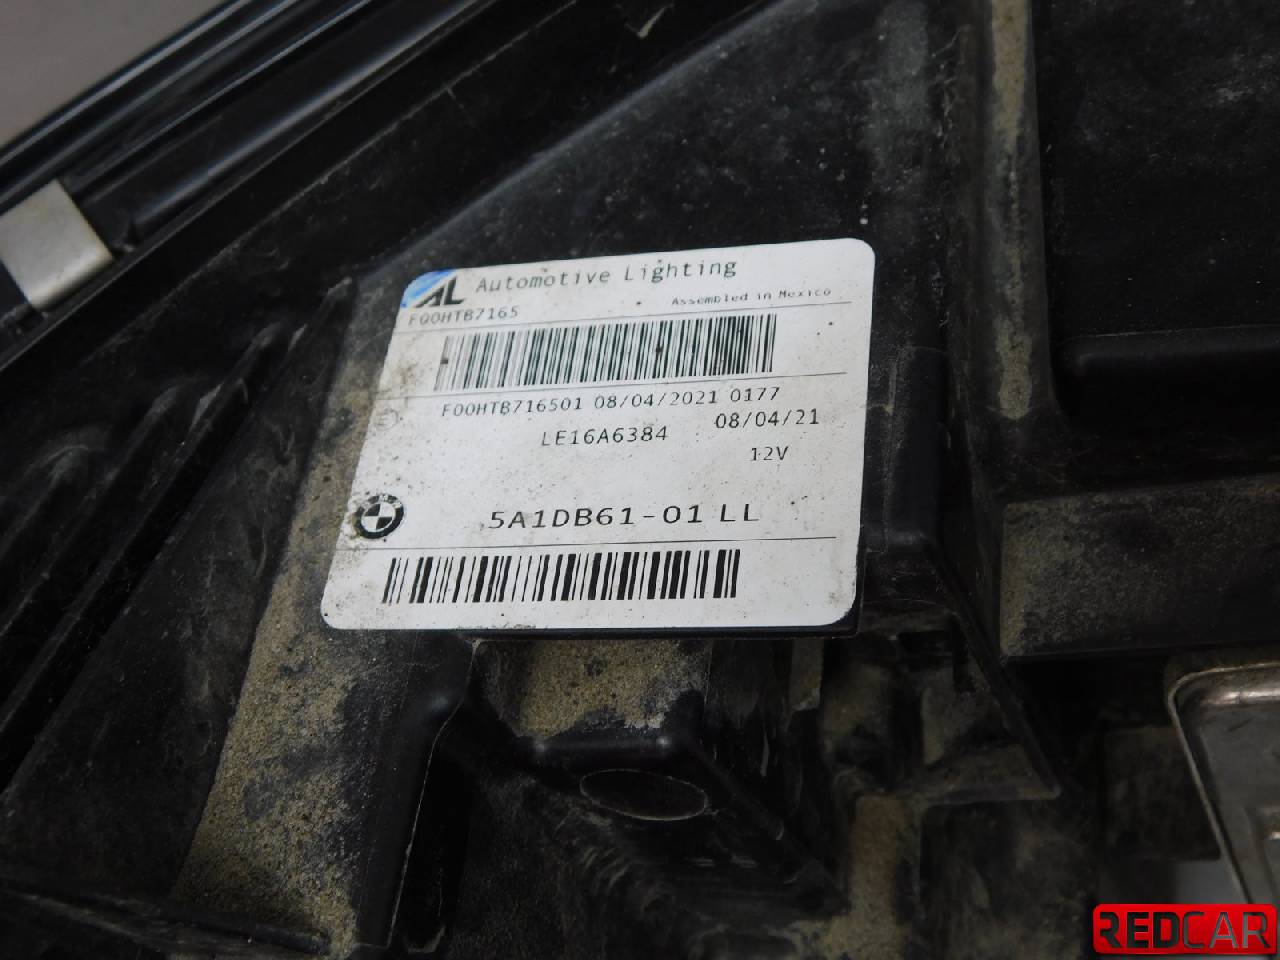 AL Automotive Lighting
F00HTB7165 Assembled in Mexico
F00HTB716501 08/04/2021 0177
LE16A6384 08/04/21
12V
5A1DB61-01 LL
REDCAR